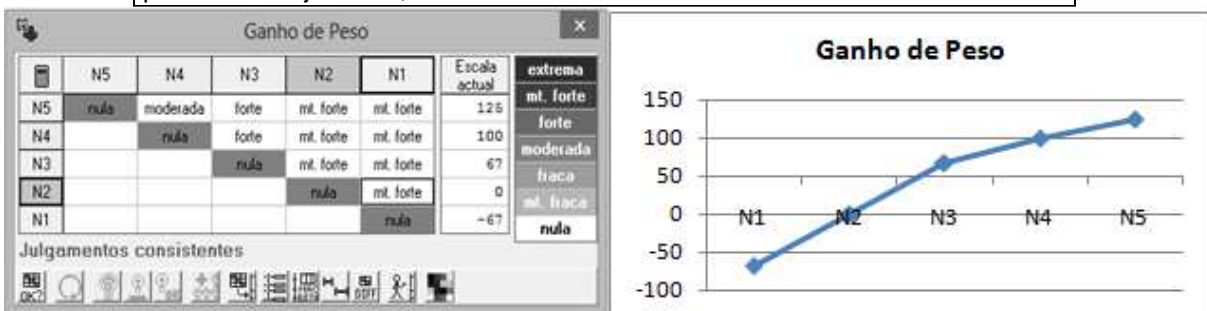 Ganho de Peso
N5 N4 N3 N2 N1 Escala actual
N5 nula moderada forte mt. forte mt. forte 125
N4 nula forte mt. forte mt. forte 100
N3 nula mt. forte mt. forte 67
N2 nula mt. forte 0
N1 nula -67
extrema
mt. forte
forte
moderada
fraca
mt. fraca
nula
Julgamentos consistentes
OK?
DIFF
Ganho de Peso
150
100
50
0
-50
-100
N1 N2 N3 N4 N5